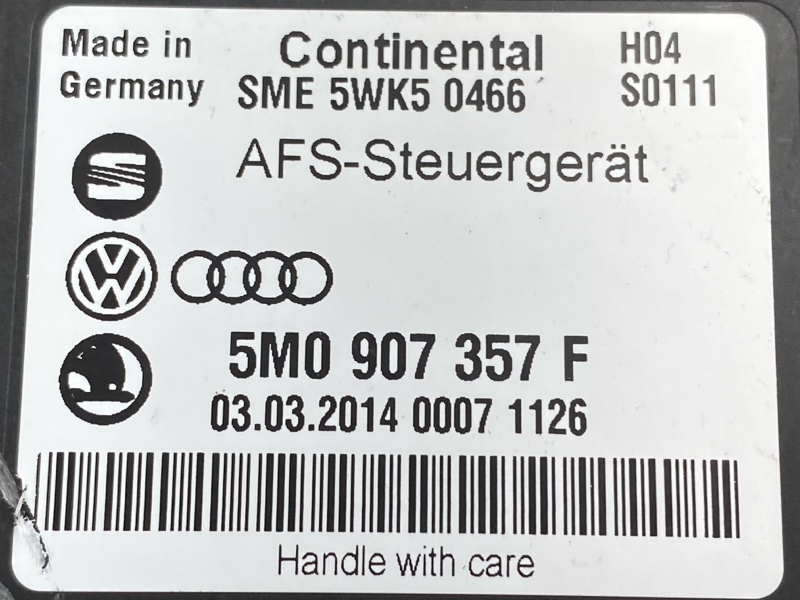 Made in Continental H04
Germany SME 5WK5 0466 S0111
AFS-Steuergerät
5M0 907 357 F
03.03.2014 0007 1126
Handle with care